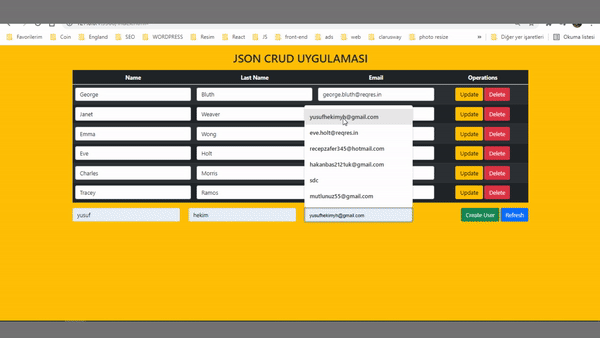 Favorilerim Coin England SEO WORDPRESS Resim React JS front-end ads web clarusway photo resize » Diğer yer işaretleri Okuma listesi
JSON CRUD UYGULAMASI
Name Last Name Email Operations
George Bluth george.bluth@reqres.in Update Delete
Janet Weaver Update Delete
yusufhekimyh@gmail.com
Emma Wong Update Delete
eve.holt@reqres.in
recepzafer345@hotmail.com
Eve Holt Update Delete
hakanbas212luk@gmail.com
Charles Morris Update Delete
sdc
Tracey Ramos Update Delete
mutlunuz55@gmail.com
yusuf hekim yusufhekimyh@gmail.com Create User Refresh